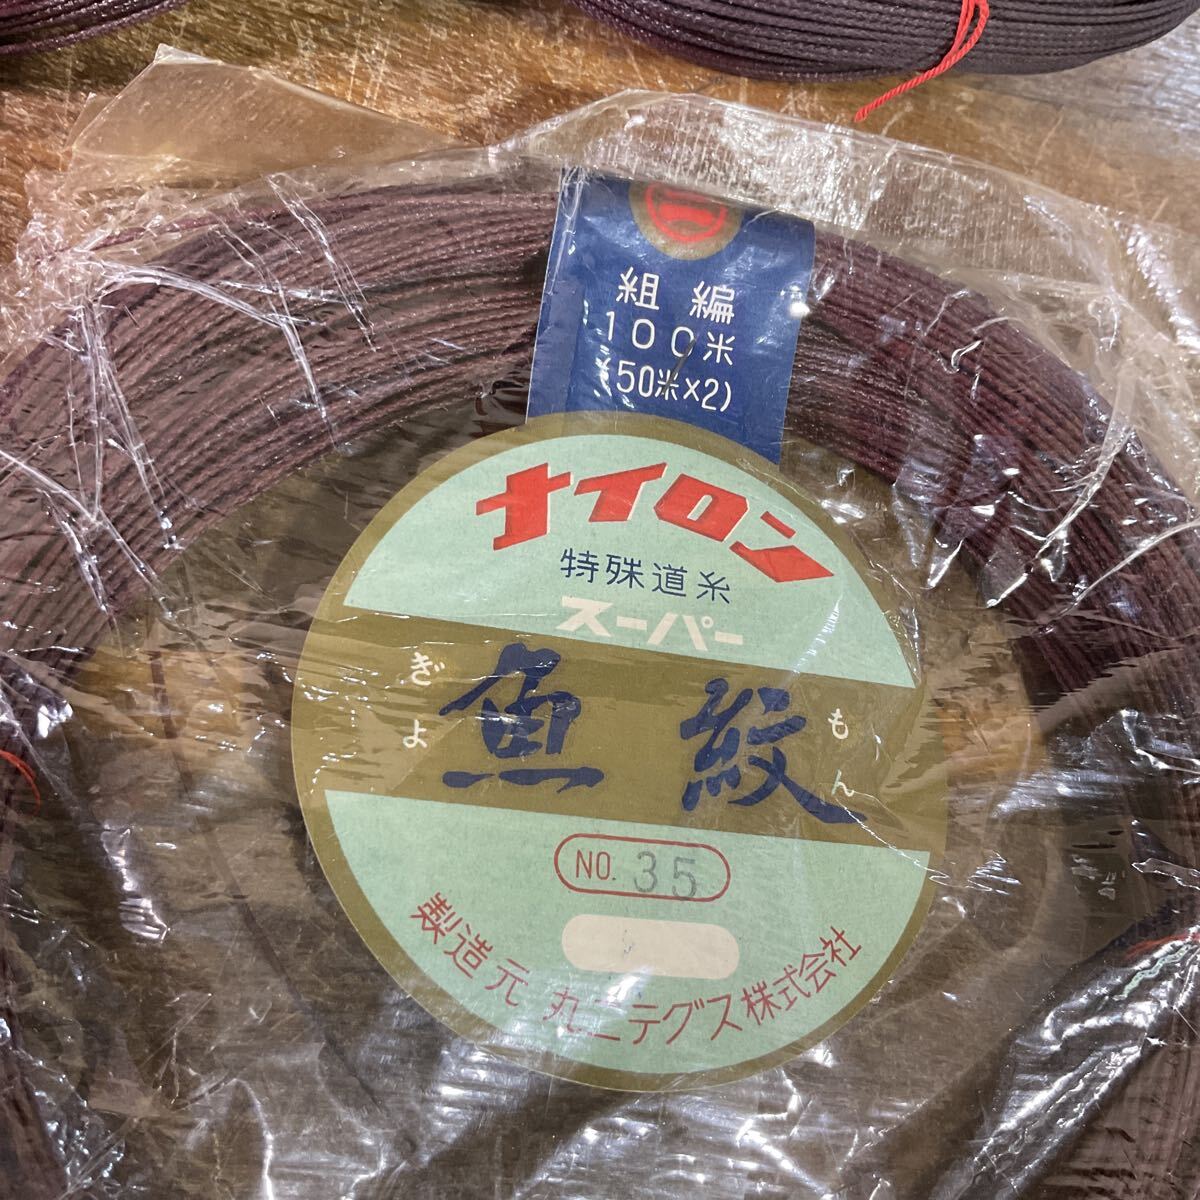 二
組編
100米
(50米×2)
ナイロン
特殊道糸
スーパー
ぎょ
魚紋
もん
NO. 35
製造元 丸二テグス株式会社